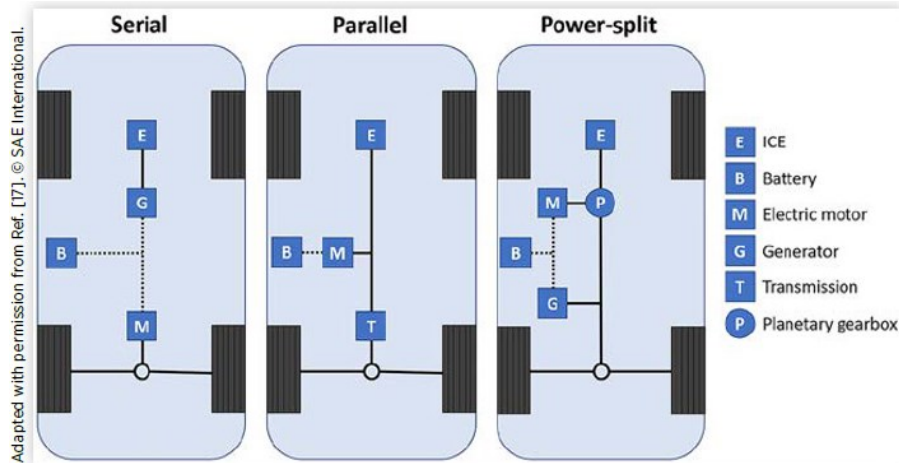 Adapted with permission from Ref. [17]. © SAE International.
Serial
Parallel
Power-split
E
G
B
M
E
B
M
T
E
M
P
B
G
E ICE
B Battery
M Electric motor
G Generator
T Transmission
P Planetary gearbox